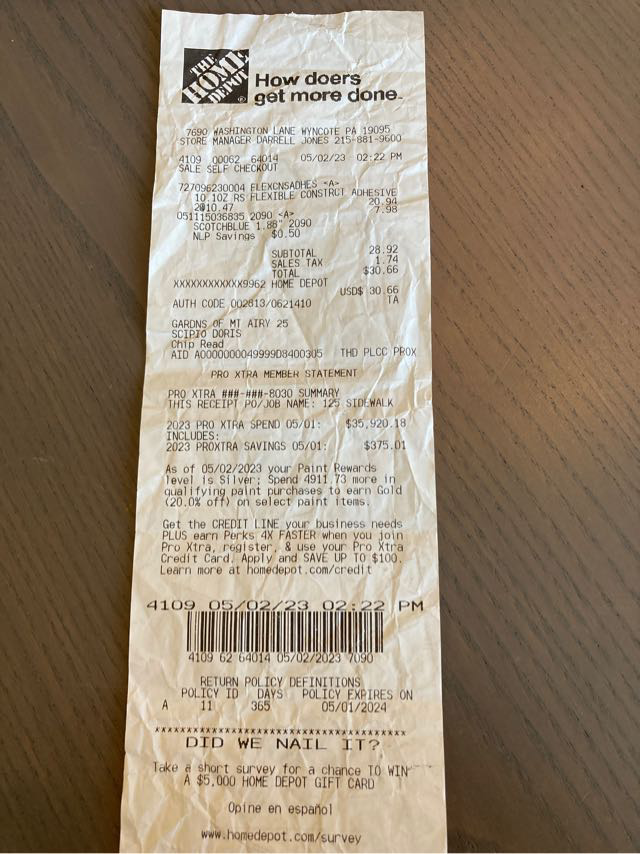 THE
HOME
DEPOT
How doers
get more done.
7690 WASHINGTON LANE WYNCOTE PA 19095
STORE MANAGER DARRELL JONES 215-881-9600
4109 00062 64014 05/02/23 02:22 PM
SALE SELF CHECKOUT
727096230004 FLEXCNSADHES <A>
10.1OZ RS FLEXIBLE CONSTRCT ADHESIVE
2@10.47 20.94
051115036835 2090 <A> 7.98
SCOTCHBLUE 1.88" 2090
NLP Savings $0.50
SUBTOTAL 28.92
SALES TAX 1.74
TOTAL $30.66
XXXXXXXXXXXX9962 HOME DEPOT
USD$ 30.66
AUTH CODE 002813/0621410 TA
GARDNS OF MT AIRY 25
SCIPIO DORIS
Chip Read
AID A0000000049999D8400305 THD PLCC PROX
PRO XTRA MEMBER STATEMENT
PRO XTRA ###-###-8030 SUMMARY
THIS RECEIPT PO/JOB NAME: 125 SIDEWALK
2023 PRO XTRA SPEND 05/01: $35,920.18
INCLUDES:
2023 PROXTRA SAVINGS 05/01: $375.01
As of 05/02/2023 your Paint Rewards
level is Silver; Spend 4911.73 more in
qualifying paint purchases to earn Gold
(20.0% off) on select paint items.
Get the CREDIT LINE your business needs
PLUS earn Perks 4X FASTER when you join
Pro Xtra, register, & use your Pro Xtra
Credit Card. Apply and SAVE UP TO $100.
Learn more at homedepot.com/credit
4109 05/02/23 02:22 PM
4109 62 64014 05/02/2023 7090
RETURN POLICY DEFINITIONS
POLICY ID DAYS POLICY EXPIRES ON
A 11 365 05/01/2024
****************************************
DID WE NAIL IT?
Take a short survey for a chance TO WIN
A $5,000 HOME DEPOT GIFT CARD
Opine en español
www.homedepot.com/survey